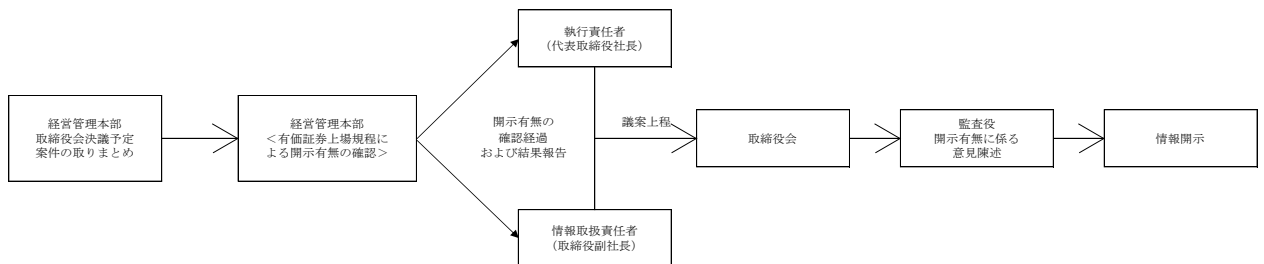 執行責任者
（代表取締役社長）
経営管理本部
取締役会決議予定
案件の取りまとめ
経営管理本部
＜有価証券上場規程に
よる開示有無の確認＞
開示有無の
確認経過
および結果報告
議案上程
取締役会
監査役
開示有無に係る
意見陳述
情報開示
情報取扱責任者
（取締役副社長）